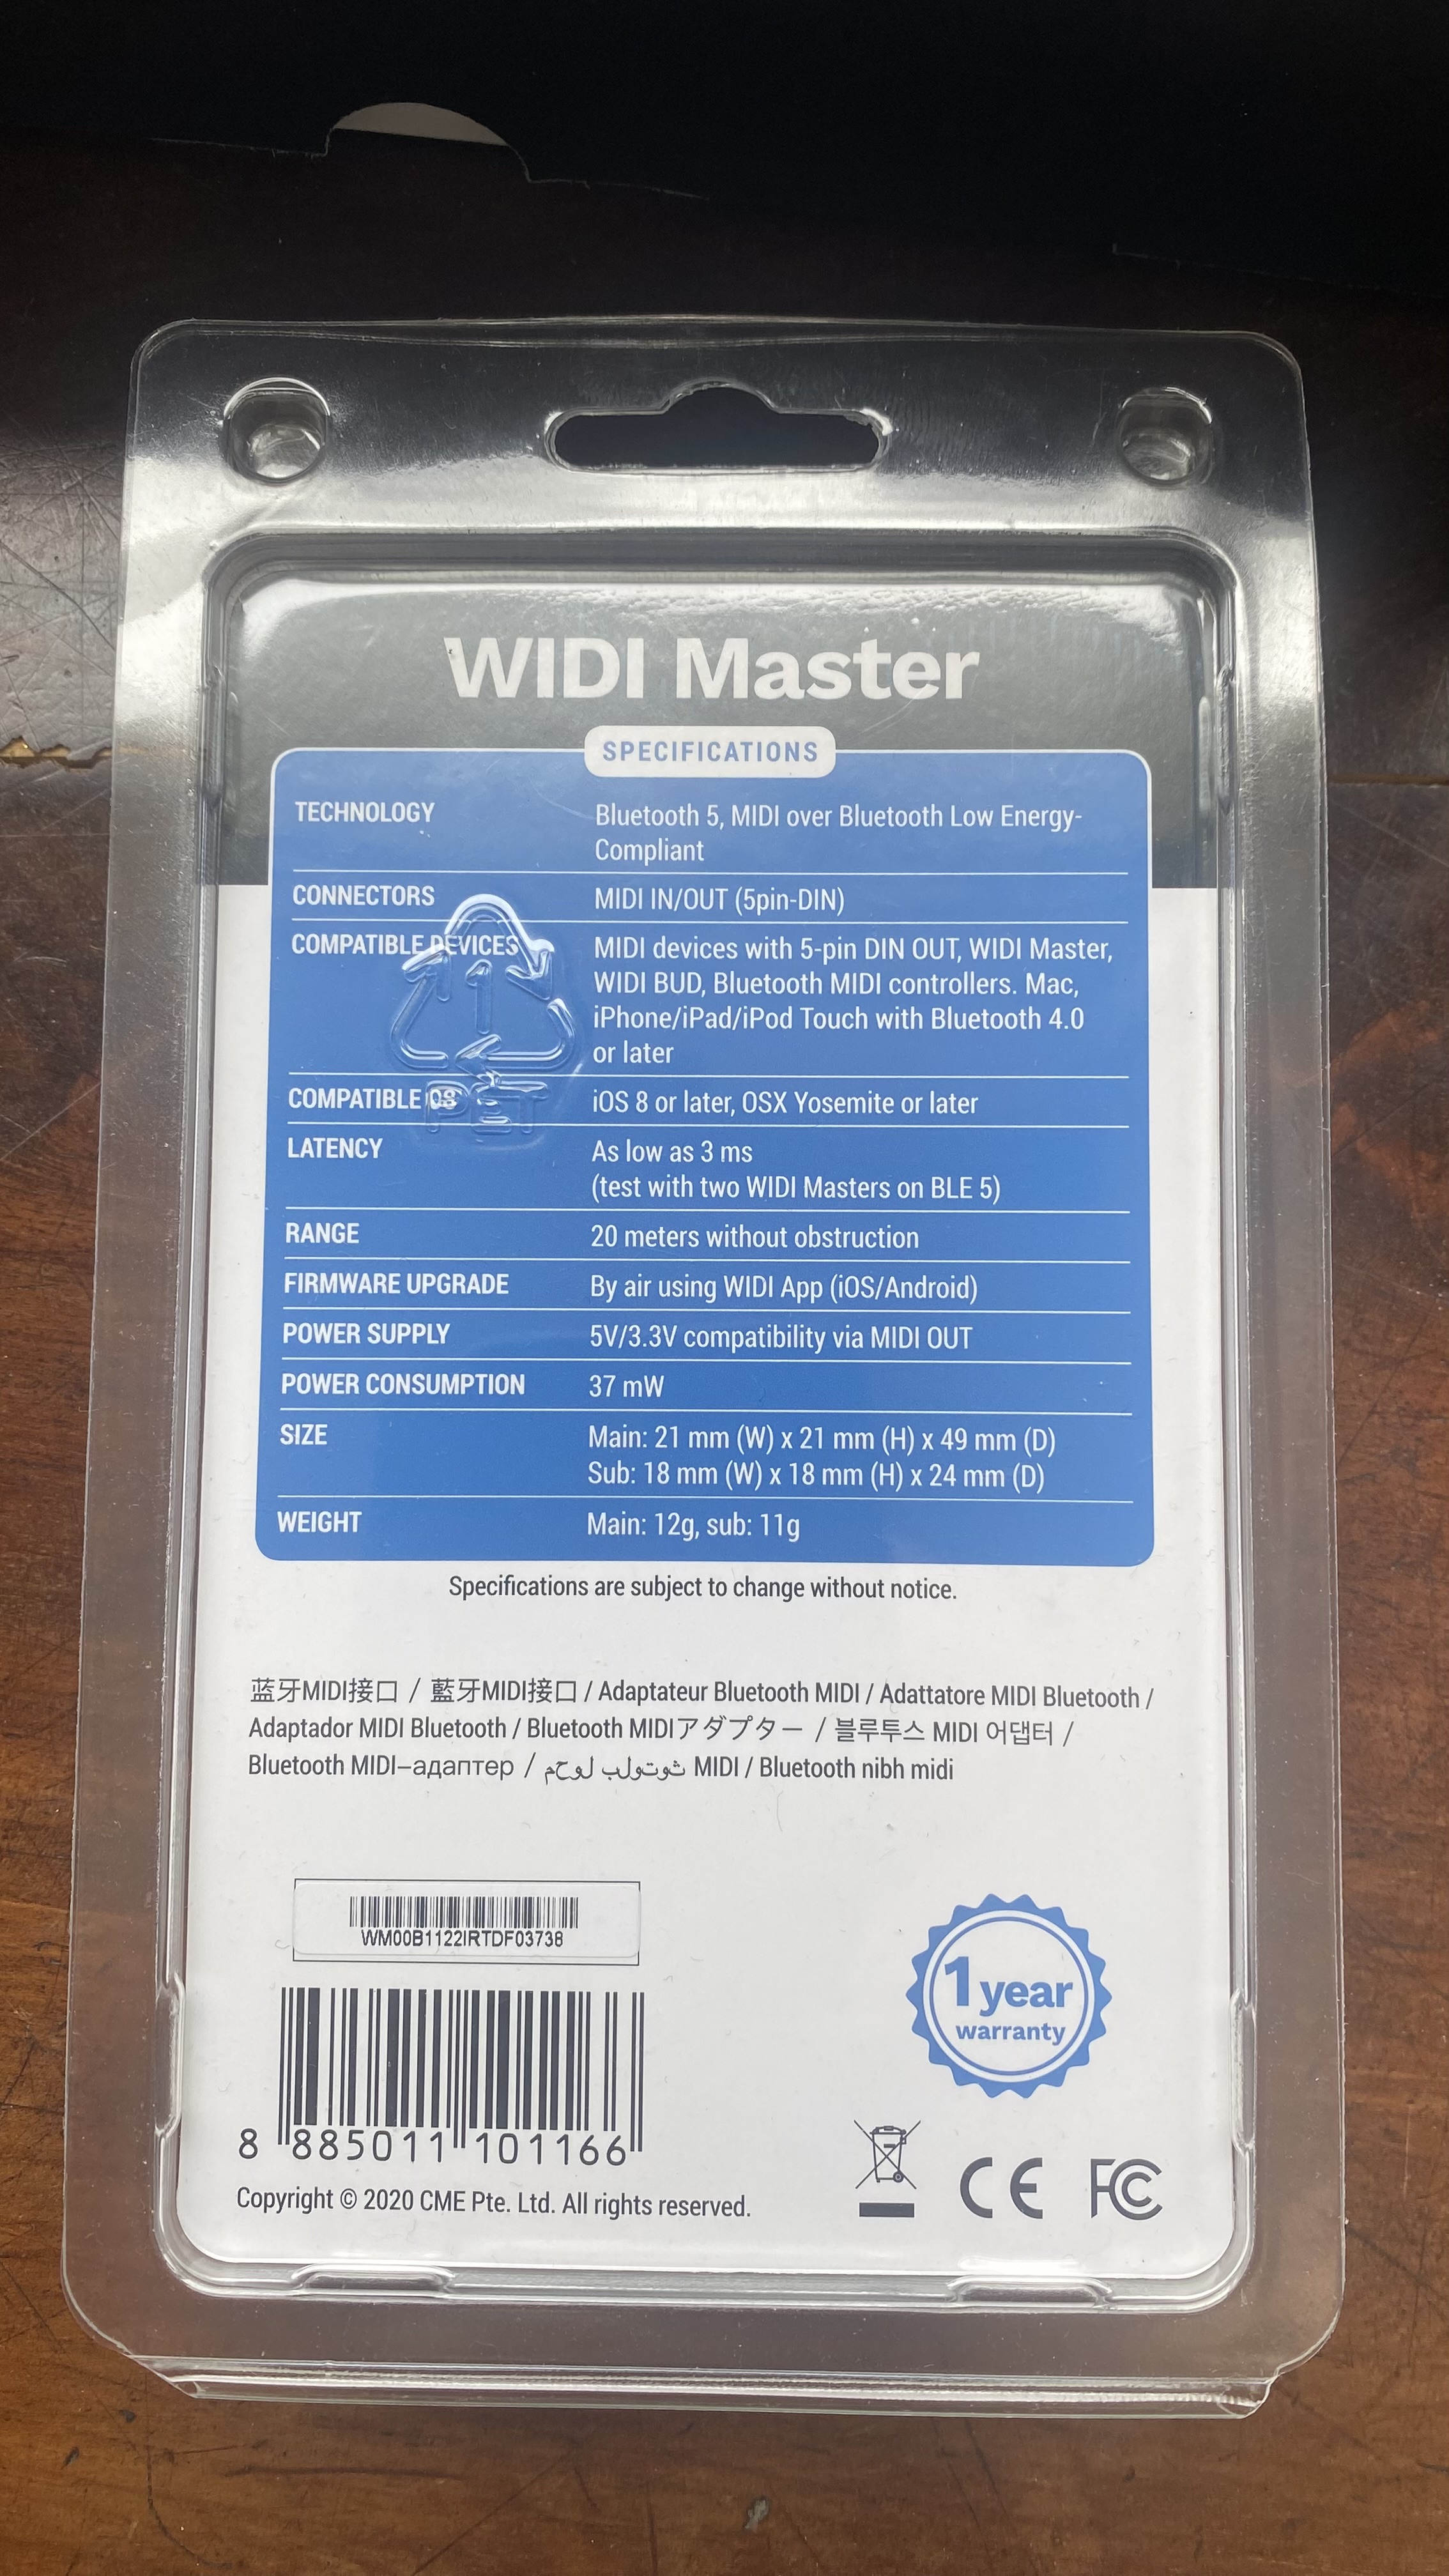 WIDI Master
SPECIFICATIONS
TECHNOLOGY Bluetooth 5, MIDI over Bluetooth Low Energy-
Compliant
CONNECTORS MIDI IN/OUT (5pin-DIN)
COMPATIBLE DEVICES MIDI devices with 5-pin DIN OUT, WIDI Master,
WIDI BUD, Bluetooth MIDI controllers. Mac,
iPhone/iPad/iPod Touch with Bluetooth 4.0
or later
1
PET
COMPATIBLE OS iOS 8 or later, OSX Yosemite or later
LATENCY As low as 3 ms
(test with two WIDI Masters on BLE 5)
RANGE 20 meters without obstruction
FIRMWARE UPGRADE By air using WIDI App (iOS/Android)
POWER SUPPLY 5V/3.3V compatibility via MIDI OUT
POWER CONSUMPTION 37 mW
SIZE Main: 21 mm (W) x 21 mm (H) x 49 mm (D)
Sub: 18 mm (W) x 18 mm (H) x 24 mm (D)
WEIGHT Main: 12g, sub: 11g
Specifications are subject to change without notice.
蓝牙MIDI接口 / 藍牙MIDI接口 / Adaptateur Bluetooth MIDI / Adattatore MIDI Bluetooth /
Adaptador MIDI Bluetooth / Bluetooth MIDIアダプター / 블루투스 MIDI 어댑터 /
Bluetooth MIDI-адаптер / محول بلوتوث MIDI / Bluetooth nibh midi
WM00B1122IRTDF03738
1 year
warranty
8 885011 101166
Copyright © 2020 CME Pte. Ltd. All rights reserved.
CE FC